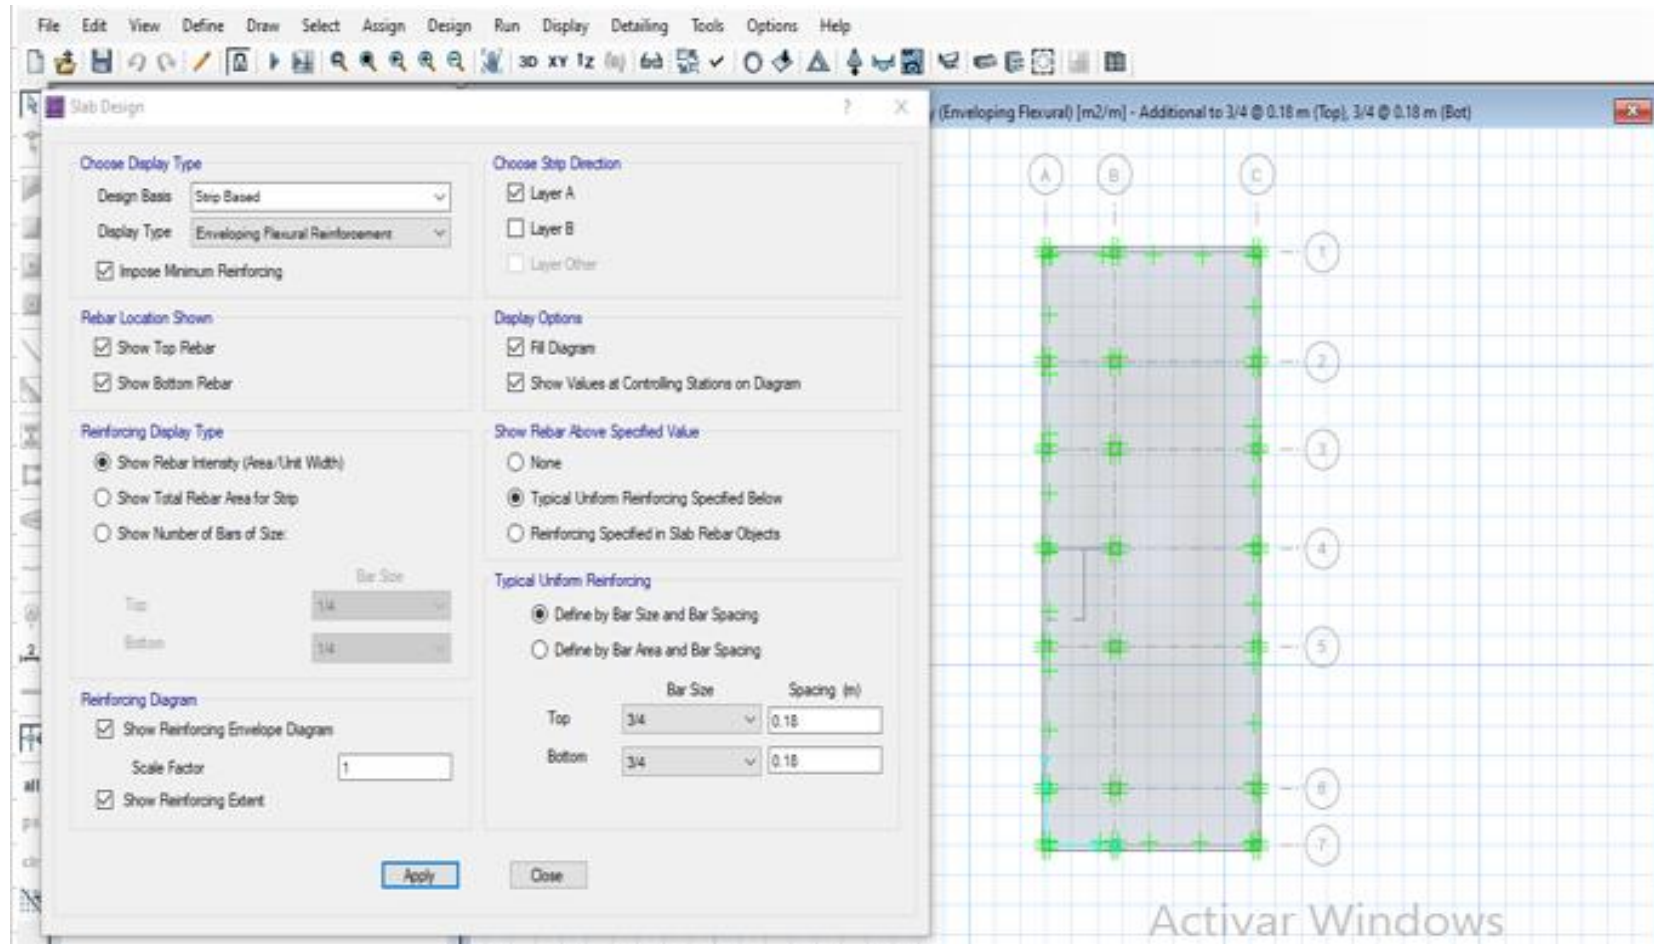 File Edit View Define Draw Select Assign Design Run Display Detailing Tools Options Help
3D XY
Slab Design ? X
(Enveloping Flexural) [m2/m] - Additional to 3/4 @ 0.18 m (Top), 3/4 @ 0.18 m (Bot)
Choose Display Type
Design Basis Strip Based
Display Type Enveloping Flexural Reinforcement
Impose Minimum Reinforcing
Choose Strip Direction
Layer A
Layer B
Layer Other
Rebar Location Shown
Show Top Rebar
Show Bottom Rebar
Display Options
Fill Diagram
Show Values at Controlling Stations on Diagram
Reinforcing Display Type
Show Rebar Intensity (Area/Unit Width)
Show Total Rebar Area for Strip
Show Number of Bars of Size:
Bar Size
Top 1/4
Bottom 1/4
Show Rebar Above Specified Value
None
Typical Uniform Reinforcing Specified Below
Reinforcing Specified in Slab Rebar Objects
Typical Uniform Reinforcing
Define by Bar Size and Bar Spacing
Define by Bar Area and Bar Spacing
Bar Size Spacing (m)
Top 3/4 0.18
Bottom 3/4 0.18
Reinforcing Diagram
Show Reinforcing Envelope Diagram
Scale Factor 1
Show Reinforcing Extent
Apply Close
A B C
1
2
3
4
5
6
7
all
Activar Windows